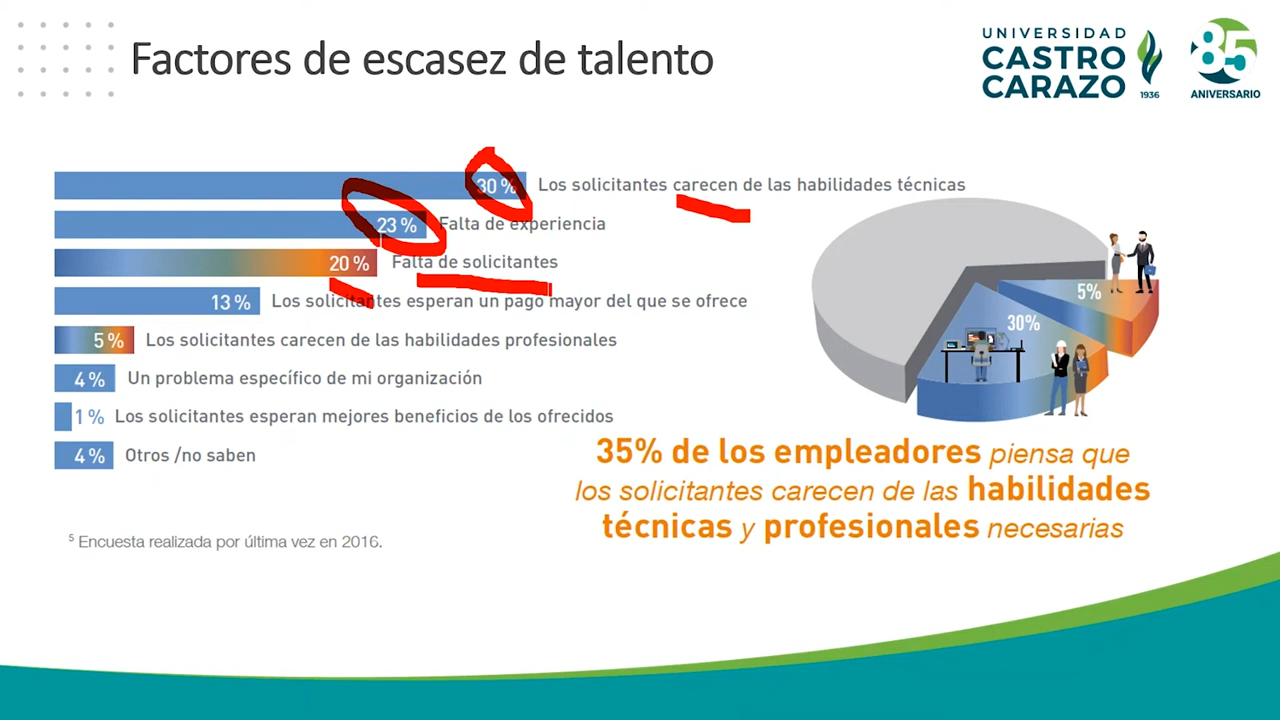 Factores de escasez de talento
UNIVERSIDAD
CASTRO
CARAZO
1936
85
ANIVERSARIO
30 % Los solicitantes carecen de las habilidades técnicas
23 % Falta de experiencia
20 % Falta de solicitantes
13 % Los solicitantes esperan un pago mayor del que se ofrece
5 % Los solicitantes carecen de las habilidades profesionales
4 % Un problema específico de mi organización
1 % Los solicitantes esperan mejores beneficios de los ofrecidos
4 % Otros /no saben
5%
30%
35% de los empleadores piensa que
los solicitantes carecen de las habilidades
técnicas y profesionales necesarias
5 Encuesta realizada por última vez en 2016.